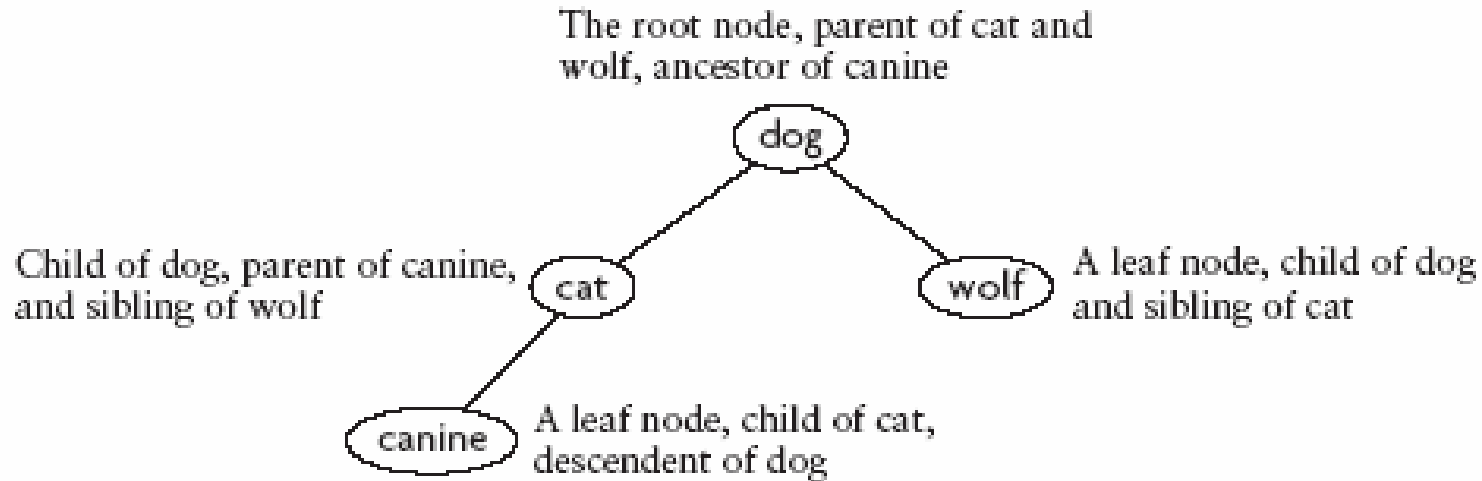 The root node, parent of cat and
wolf, ancestor of canine
dog
Child of dog, parent of canine,
and sibling of wolf
cat
wolf
A leaf node, child of dog
and sibling of cat
canine
A leaf node, child of cat,
descendent of dog